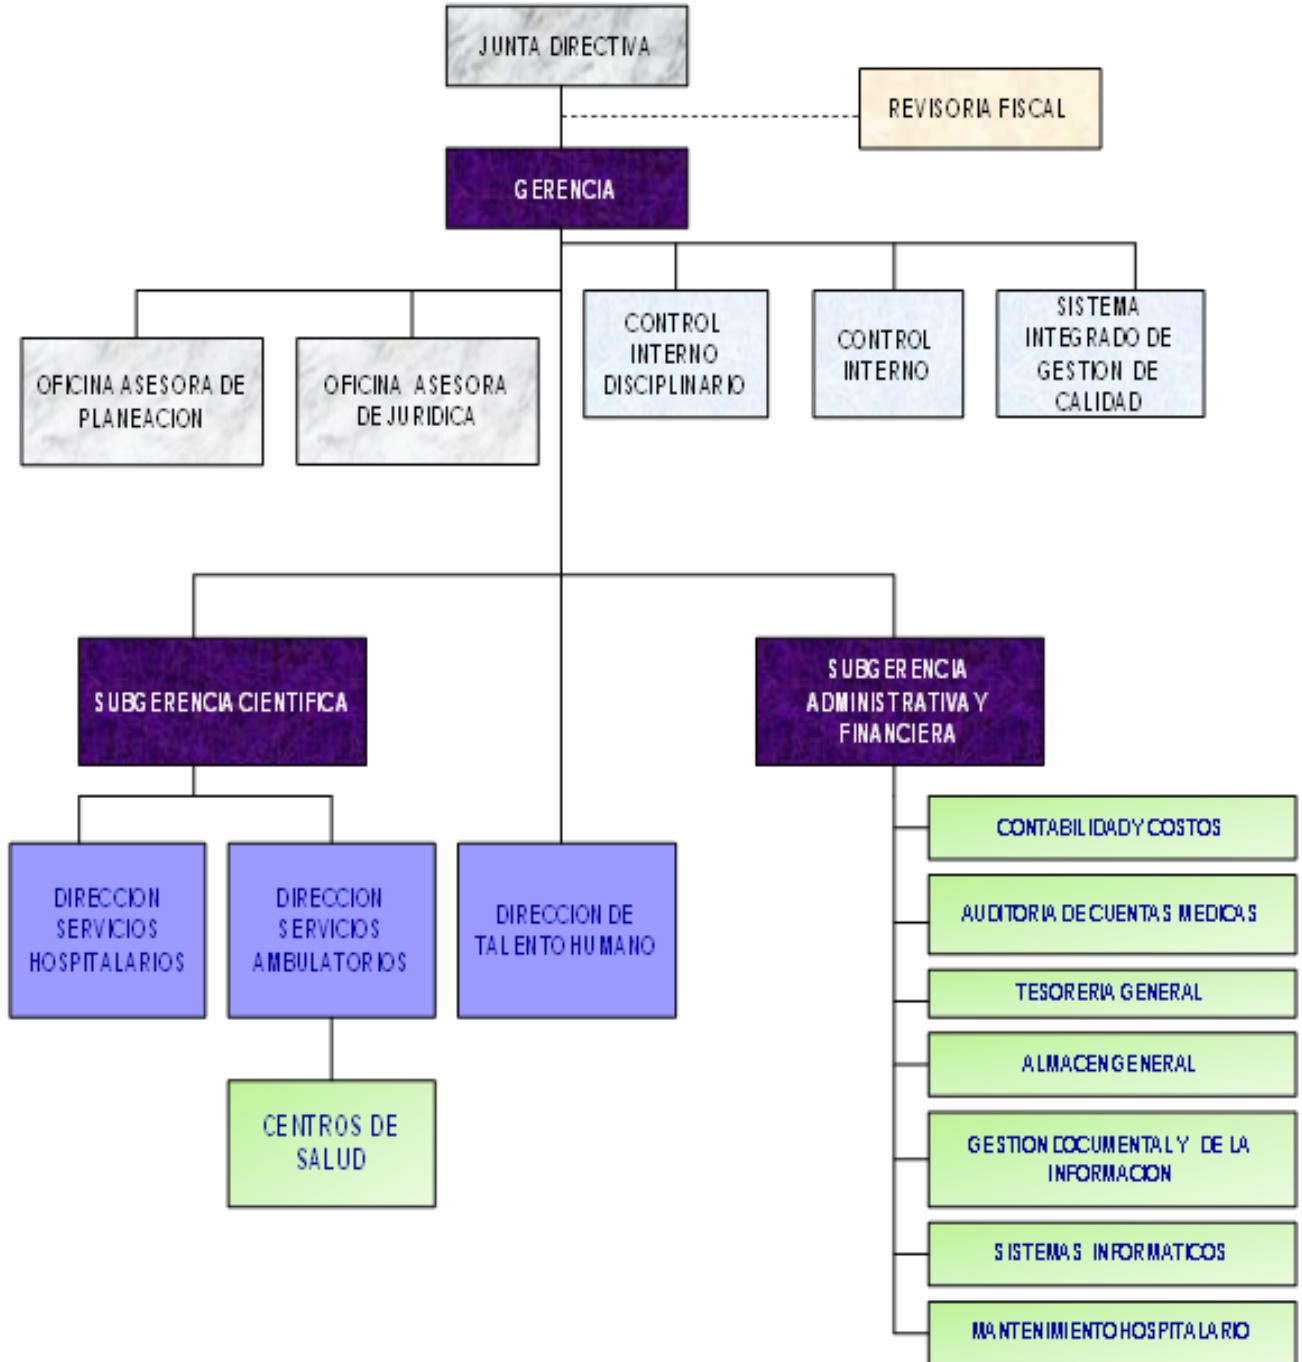 JUNTA DIRECTIVA
REVISORIA FISCAL
GERENCIA
OFICINA ASESORA DE
PLANEACION
OFICINA ASESORA
DE JURIDICA
CONTROL
INTERNO
DISCIPLINARIO
CONTROL
INTERNO
SISTEMA
INTEGRADO DE
GESTION DE
CALIDAD
SUBGERENCIA CIENTIFICA
SUBGERENCIA
ADMINISTRATIVA Y
FINANCIERA
DIRECCION
SERVICIOS
HOSPITALARIOS
DIRECCION
SERVICIOS
AMBULATORIOS
DIRECCION DE
TALENTO HUMANO
CENTROS DE
SALUD
CONTABILIDAD Y COSTOS
AUDITORIA DE CUENTAS MEDICAS
TESORERIA GENERAL
ALMACEN GENERAL
GESTION DOCUMENTAL Y DE LA
INFORMACION
SISTEMAS INFORMATICOS
MANTENIMIENTO HOSPITALARIO